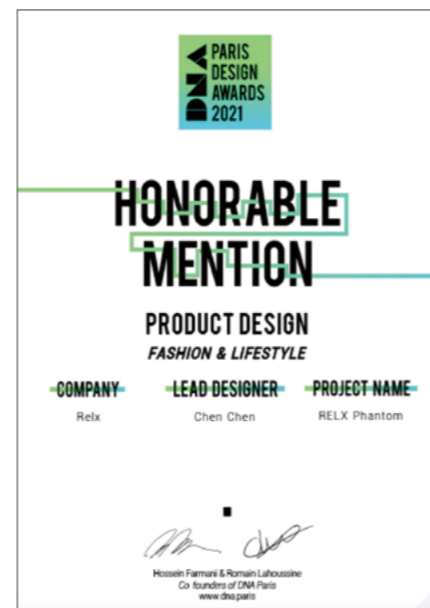 DNA
PARIS
DESIGN
AWARDS
2021
HONORABLE
MENTION
PRODUCT DESIGN
FASHION & LIFESTYLE
COMPANY LEAD DESIGNER PROJECT NAME
Relx Chen Chen RELX Phantom
Hossein Farmani & Romain Lahoussine
Co founders of DNA Paris
www.dna.paris